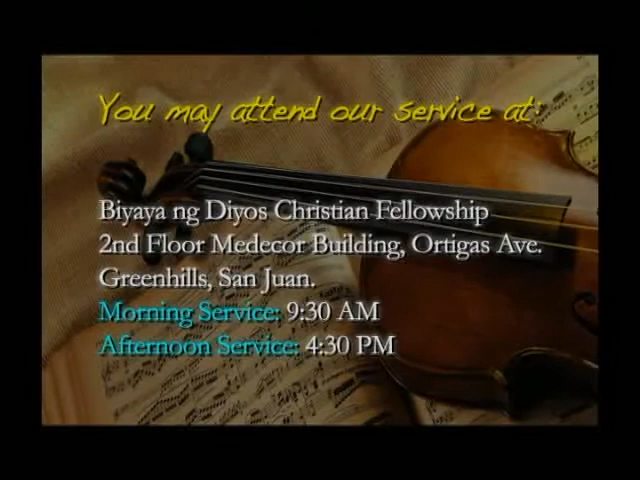 You may attend our service at:
Biyaya ng Diyos Christian Fellowship
2nd Floor Medecor Building, Ortigas Ave.
Greenhills, San Juan.
Morning Service: 9:30 AM
Afternoon Service: 4:30 PM